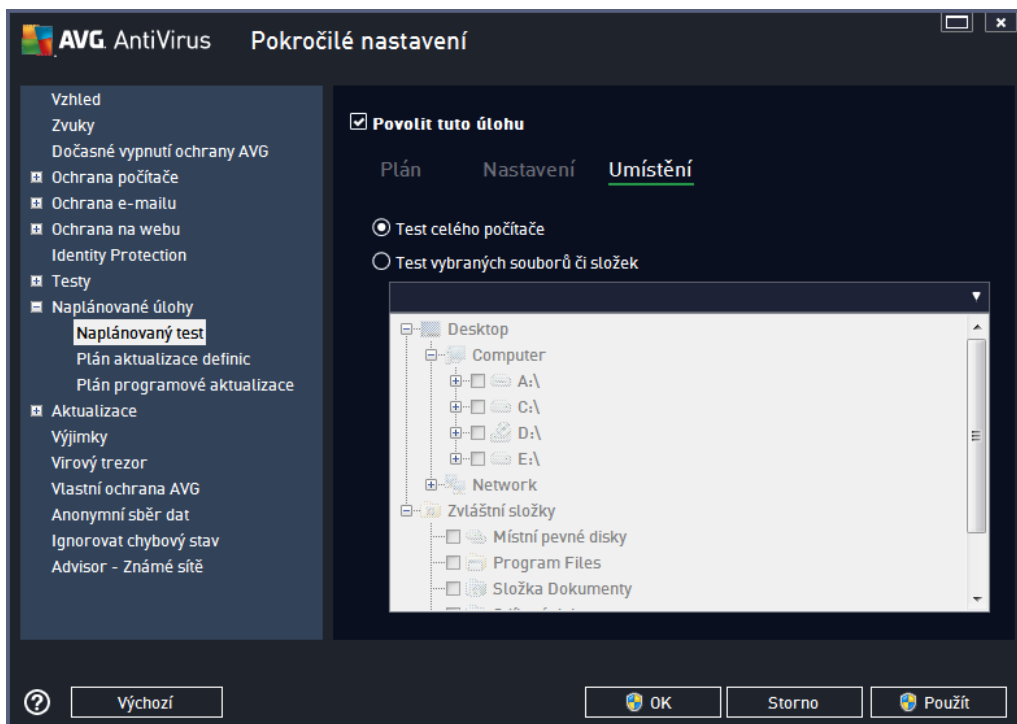 AVG. AntiVirus Pokročilé nastavení
Vzhled
Zvuky
Dočasné vypnutí ochrany AVG
Ochrana počítače
Ochrana e-mailu
Ochrana na webu
Identity Protection
Testy
Naplánované úlohy
Naplánovaný test
Plán aktualizace definic
Plán programové aktualizace
Aktualizace
Výjimky
Virový trezor
Vlastní ochrana AVG
Anonymní sběr dat
Ignorovat chybový stav
Advisor - Známé sítě
Povolit tuto úlohu
Plán Nastavení Umístění
Test celého počítače
Test vybraných souborů či složek
Desktop
Computer
A:\
C:\
D:\
E:\
Network
Zvláštní složky
Místní pevné disky
Program Files
Složka Dokumenty
Výchozí OK Storno Použít